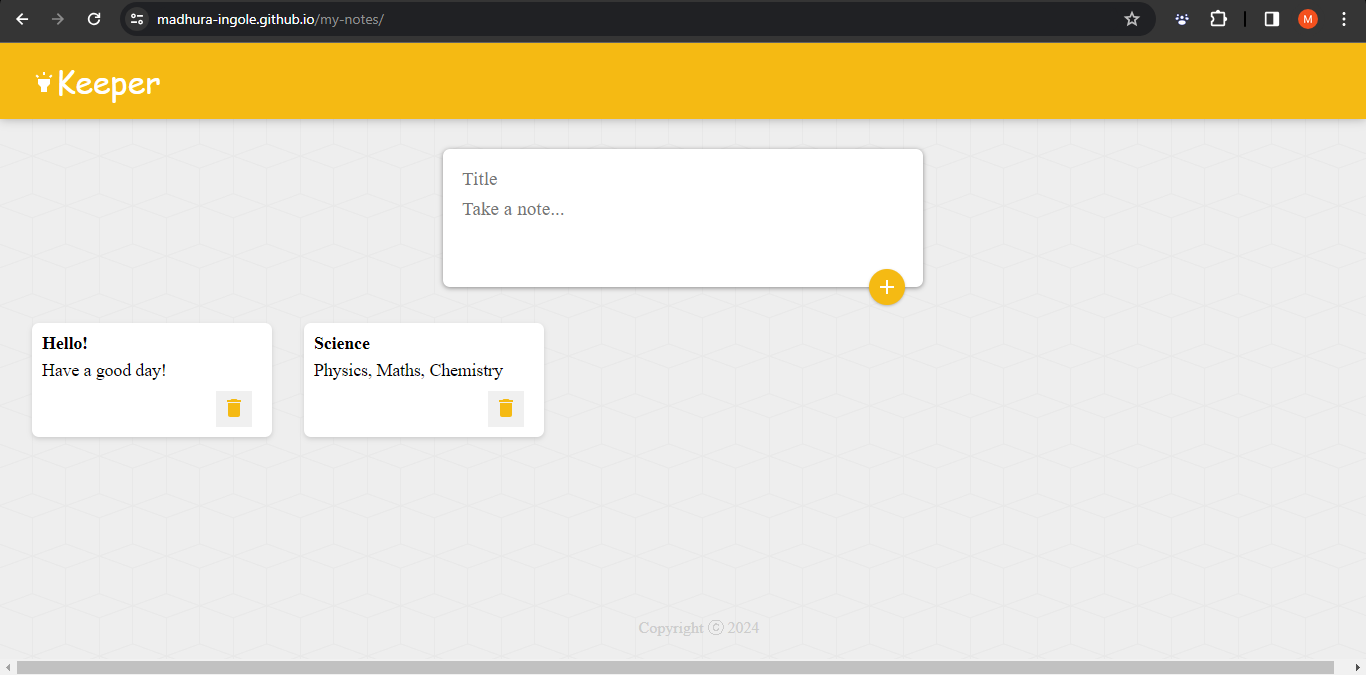 madhura-ingole.github.io/my-notes/
M
Keeper
Title
Take a note...
Hello!
Have a good day!
Science
Physics, Maths, Chemistry
Copyright ⓒ 2024